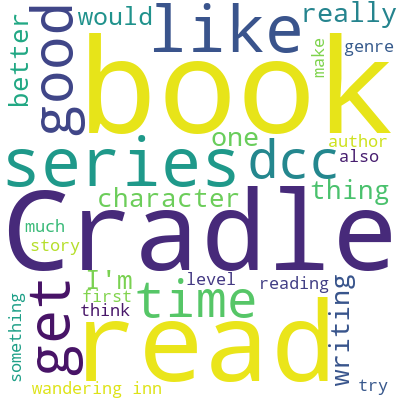 would
like
really
better
good
book
make
genre
one
author
series
dcc
also
character
thing
Cradle
much
story
get
I'm
time
level
reading
first
think
read
writing
something
wandering inn
try